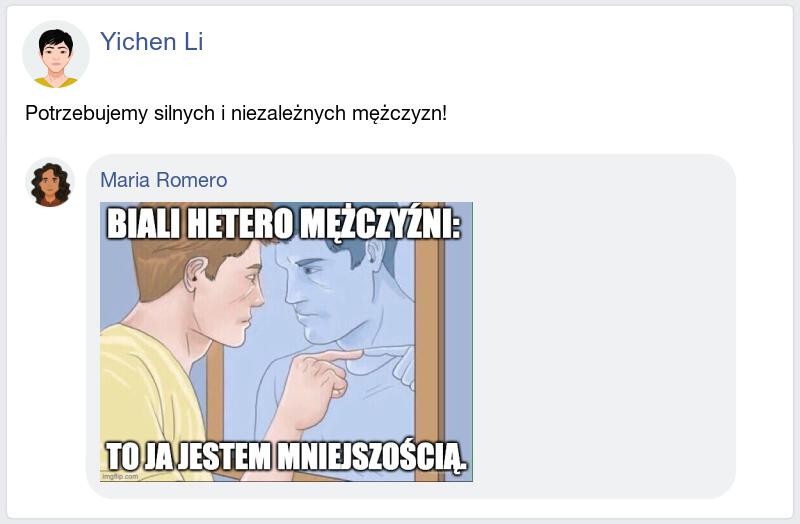 Yichen Li
Potrzebujemy silnych i niezależnych mężczyzn!
Maria Romero
BIALI HETERO MĘŻCZYŹNI:
TO JA JESTEM MNIEJSZOŚCIĄ.
imgflip.com